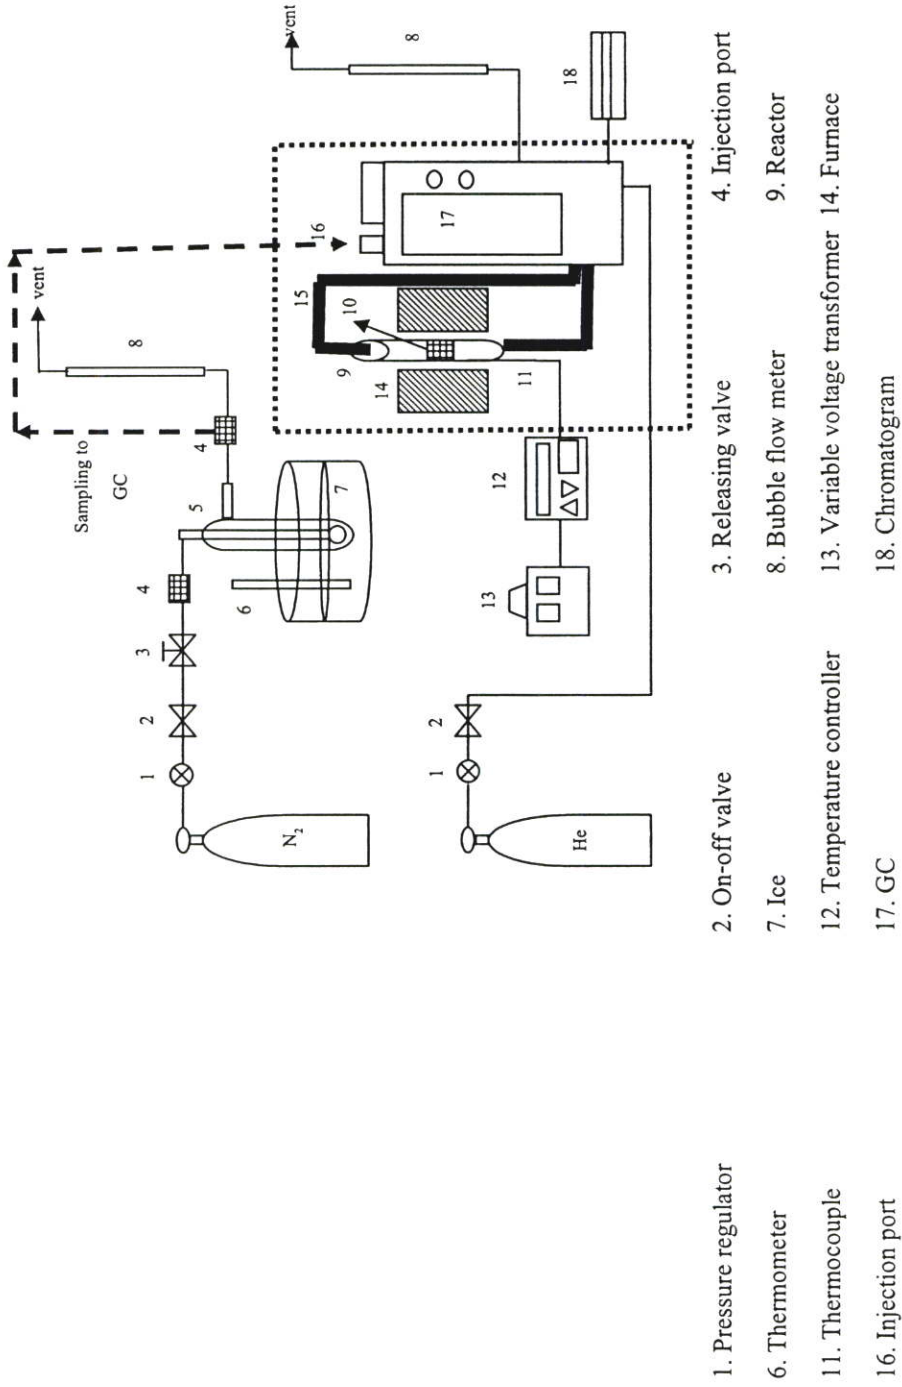 vent
8
vent
8
Sampling to
GC
4
5
4
3
2
1
N2
6
7
16
15
10
9
14
11
17
18
12
13
2
1
He
1. Pressure regulator 2. On-off valve 3. Releasing valve 4. Injection port
6. Thermometer 7. Ice 8. Bubble flow meter 9. Reactor
11. Thermocouple 12. Temperature controller 13. Variable voltage transformer 14. Furnace
16. Injection port 17. GC 18. Chromatogram